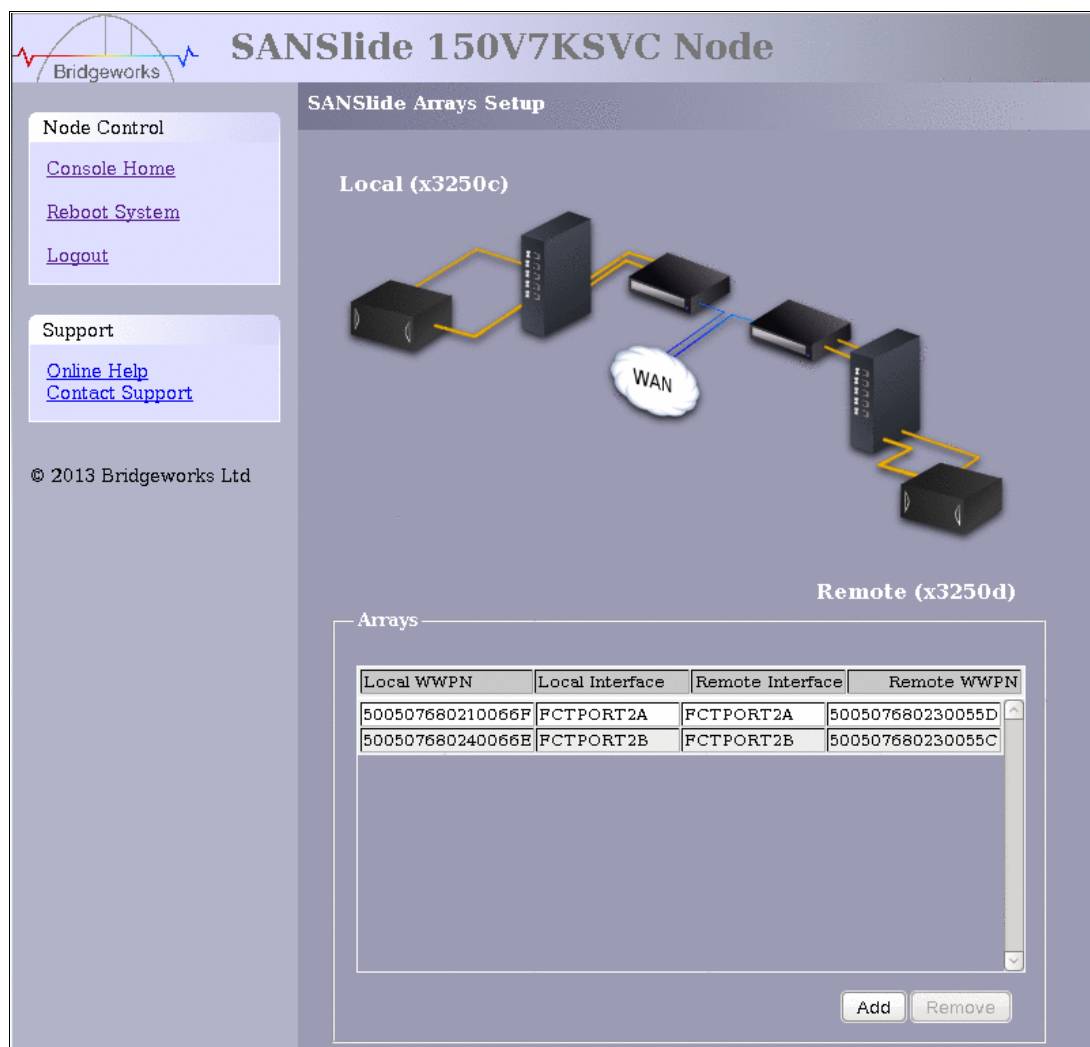 Bridgeworks
SANSlide 150V7KSVC Node
SANSlide Arrays Setup
Node Control
Console Home
Reboot System
Logout
Support
Online Help
Contact Support
© 2013 Bridgeworks Ltd
Local (x3250c)
WAN
Remote (x3250d)
Arrays
Local WWPN Local Interface Remote Interface Remote WWPN
500507680210066F FCTPORT2A FCTPORT2A 500507680230055D
500507680240066E FCTPORT2B FCTPORT2B 500507680230055C
Add Remove